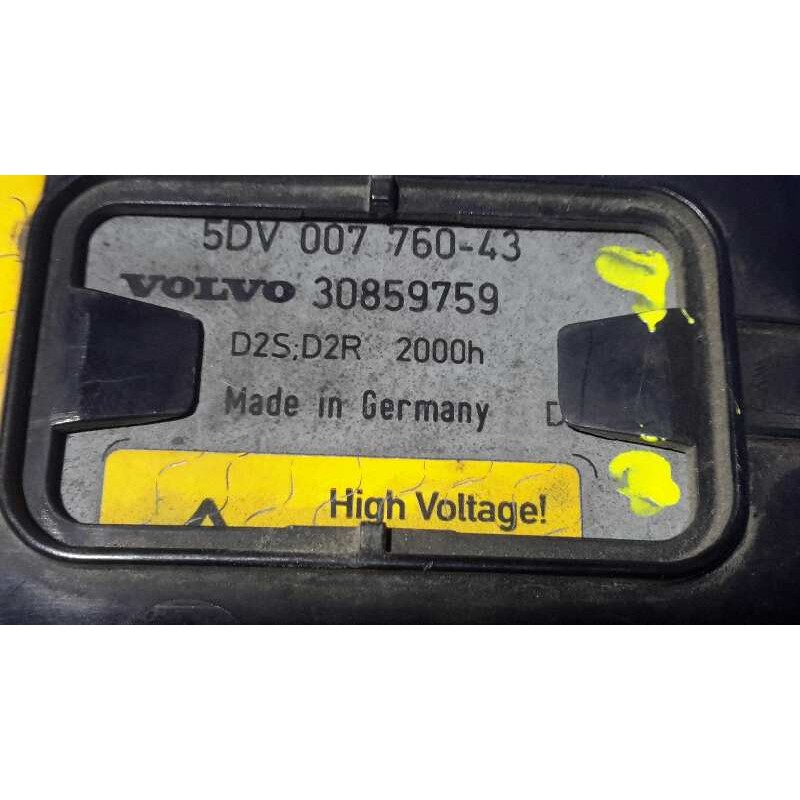 5DV 007 760-43
VOLVO 30859759
D2S;D2R 2000h
Made in Germany D
High Voltage!